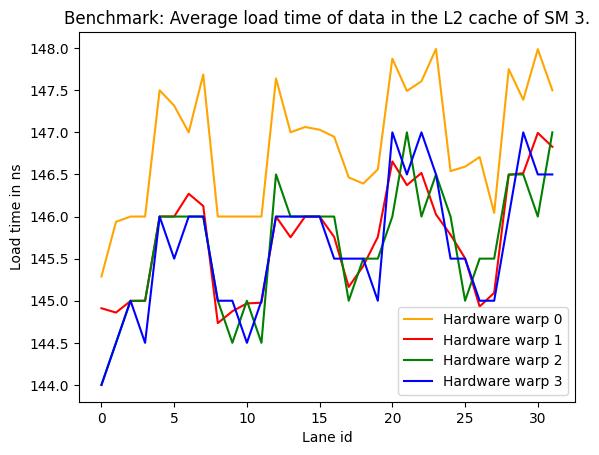 Benchmark: Average load time of data in the L2 cache of SM 3.
148.0
147.5
147.0
146.5
146.0
145.5
145.0
144.5
144.0
Load time in ns
Hardware warp 0
Hardware warp 1
Hardware warp 2
Hardware warp 3
0 5 10 15 20 25 30
Lane id